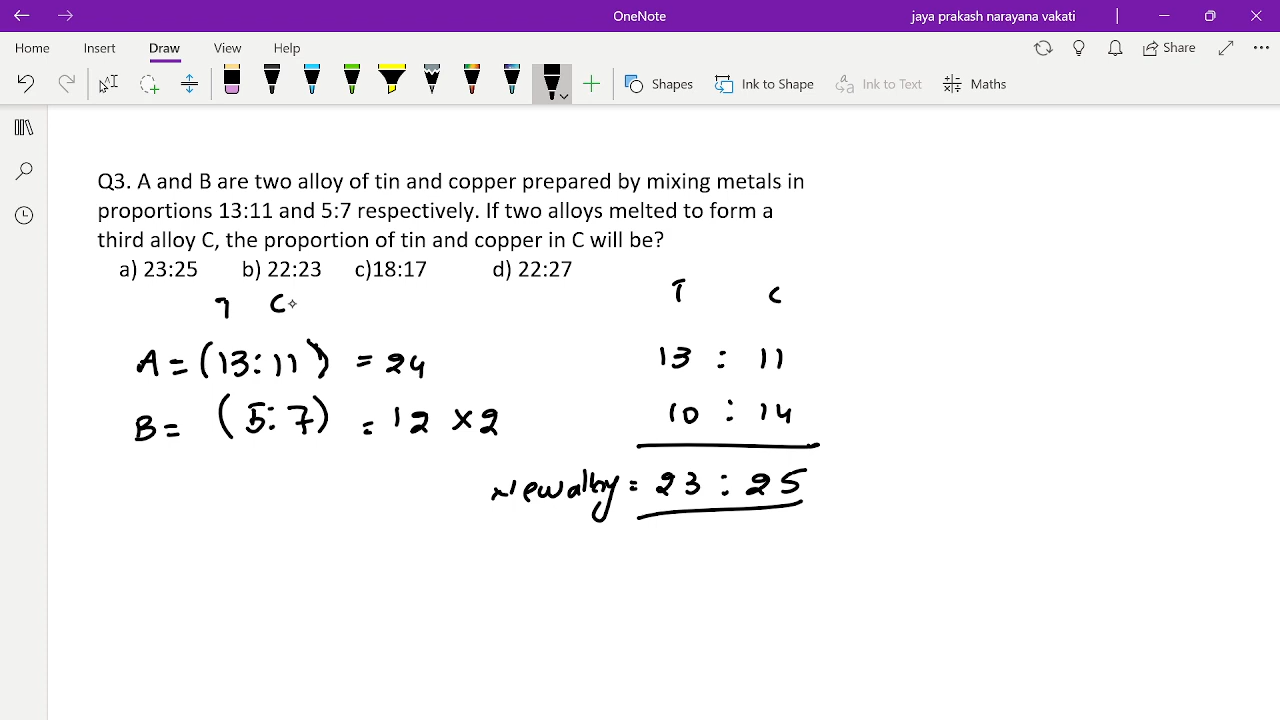 OneNote
jaya prakash narayana vakati
Home Insert Draw View Help
Share
Shapes Ink to Shape Ink to Text Maths
Q3. A and B are two alloy of tin and copper prepared by mixing metals in
proportions 13:11 and 5:7 respectively. If two alloys melted to form a
third alloy C, the proportion of tin and copper in C will be?
a) 23:25 b) 22:23 c)18:17 d) 22:27
T C
T C
A = (13:11) = 24
13 : 11
B = (5:7) = 12 × 2
10 : 14
New alloy = 23 : 25